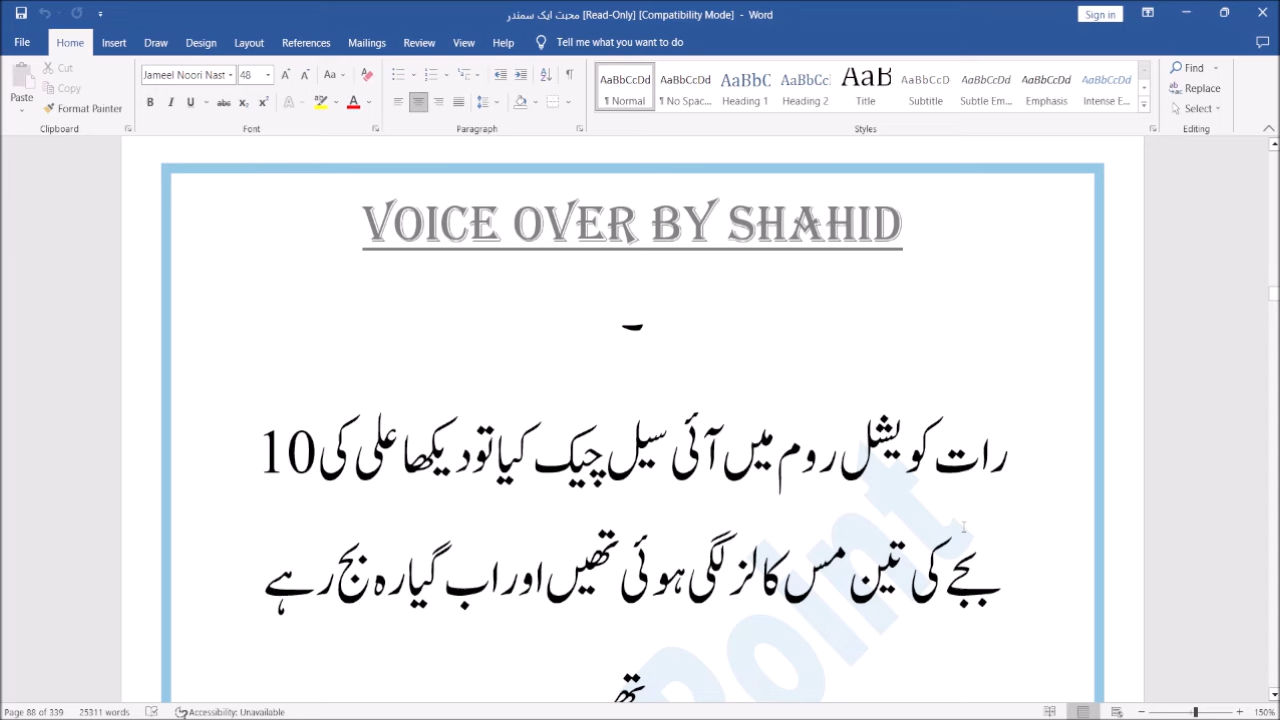 محبت ایک سمندر [Read-Only] [Compatibility Mode] - Word
Sign in
File Home Insert Draw Design Layout References Mailings Review View Help Tell me what you want to do
Paste
Cut
Copy
Format Painter
Clipboard
Jameel Noori Nast 48
Font
Paragraph
AaBbCcDd ¶ Normal
AaBbCcDd ¶ No Spac...
AaBbC Heading 1
AaBbCc Heading 2
AaB Title
AaBbCcD Subtitle
AaBbCcDd Subtle Em...
AaBbCcDd Emphasis
AaBbCcDd Intense E...
Styles
Find
Replace
Select
Editing
VOICE OVER BY SHAHID
۔
رات کو یشل روم میں آئی سیل چیک کیا تو دیکھا علی کی 10
بجے کی تین مس کالز لگی ہوئی تھیں اور اب گیارہ بج رہے
تھے
Point
Page 88 of 339 25311 words Accessibility: Unavailable 150%